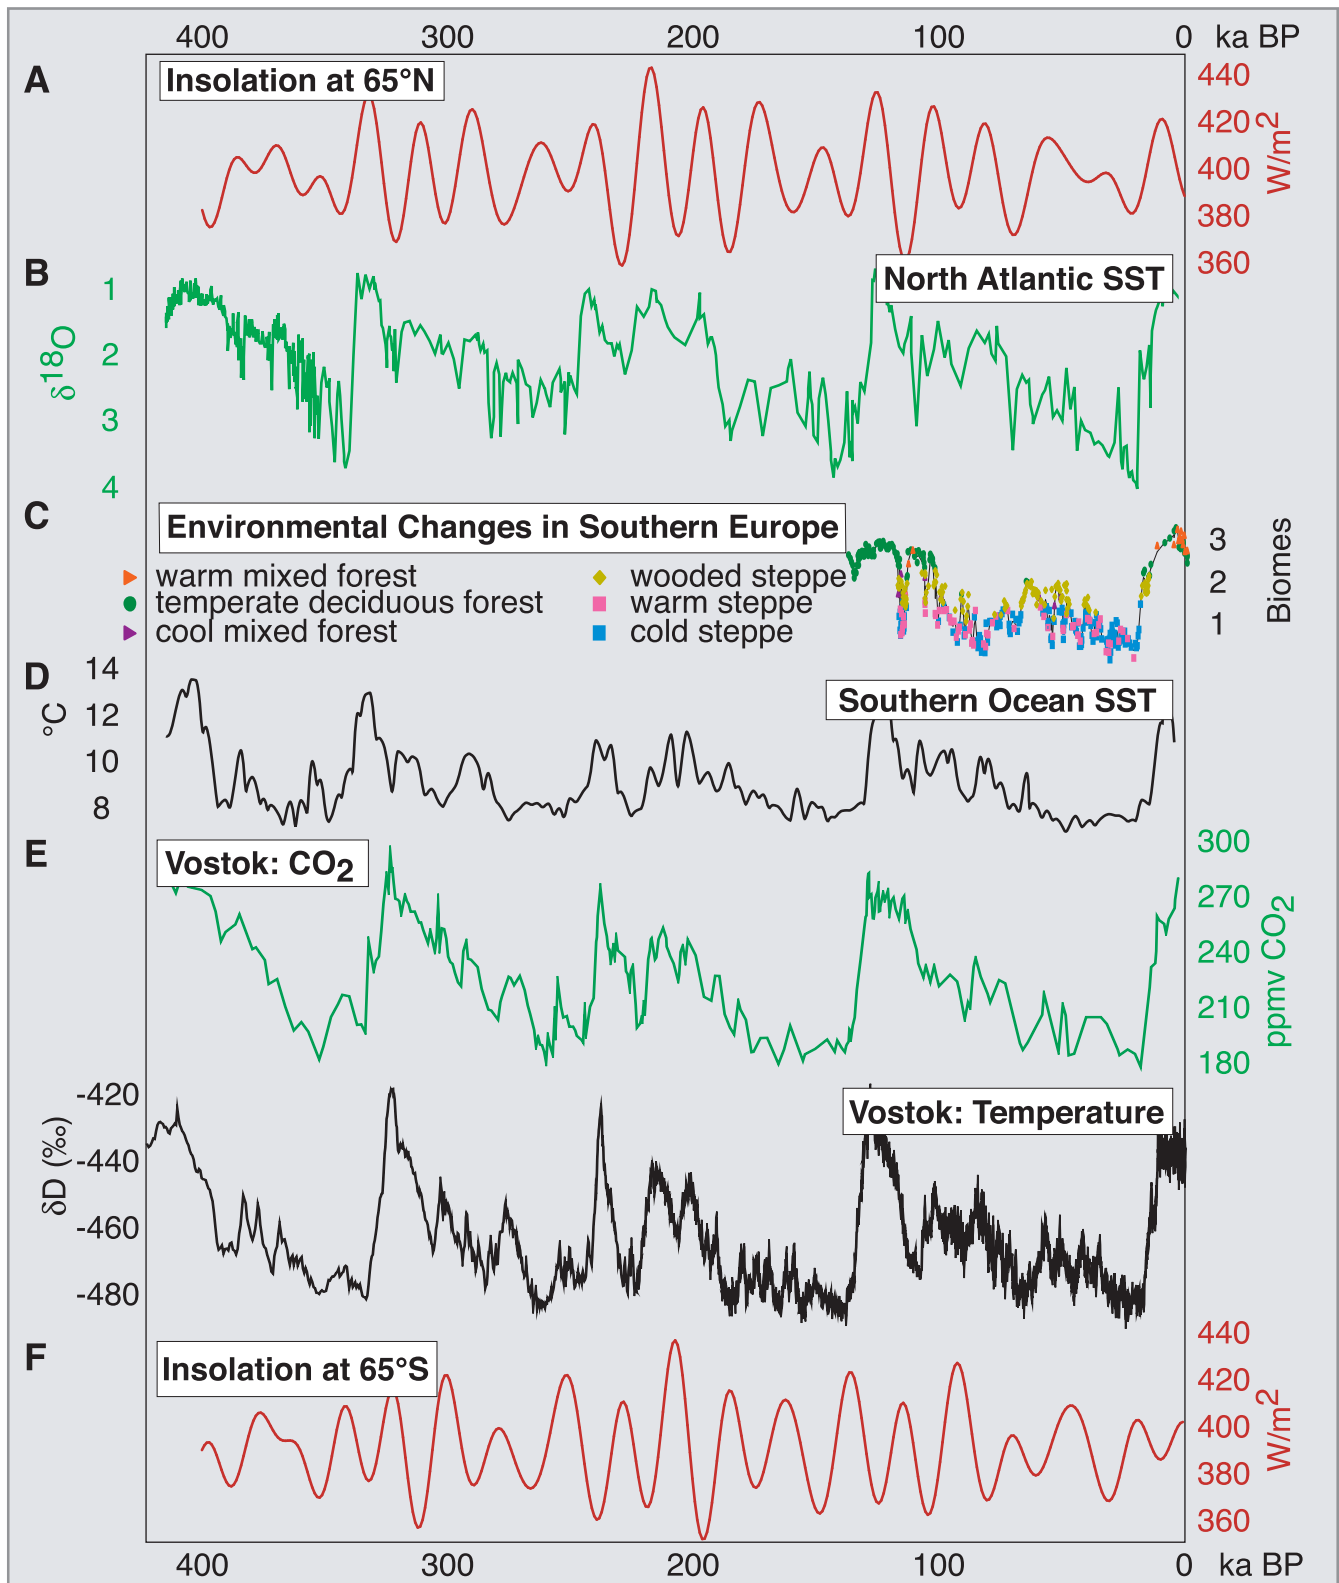 400 300 200 100 0 ka BP
A
Insolation at 65°N
440
420
400
380
360
W/m2
B
North Atlantic SST
δ18O
1
2
3
4
C
Environmental Changes in Southern Europe
warm mixed forest
temperate deciduous forest
cool mixed forest
wooded steppe
warm steppe
cold steppe
3
2
1
Biomes
D
Southern Ocean SST
°C
14
12
10
8
E
Vostok: CO2
300
270
240
210
180
ppmv CO2
Vostok: Temperature
δD (‰)
-420
-440
-460
-480
F
Insolation at 65°S
440
420
400
380
360
W/m2
400 300 200 100 0 ka BP